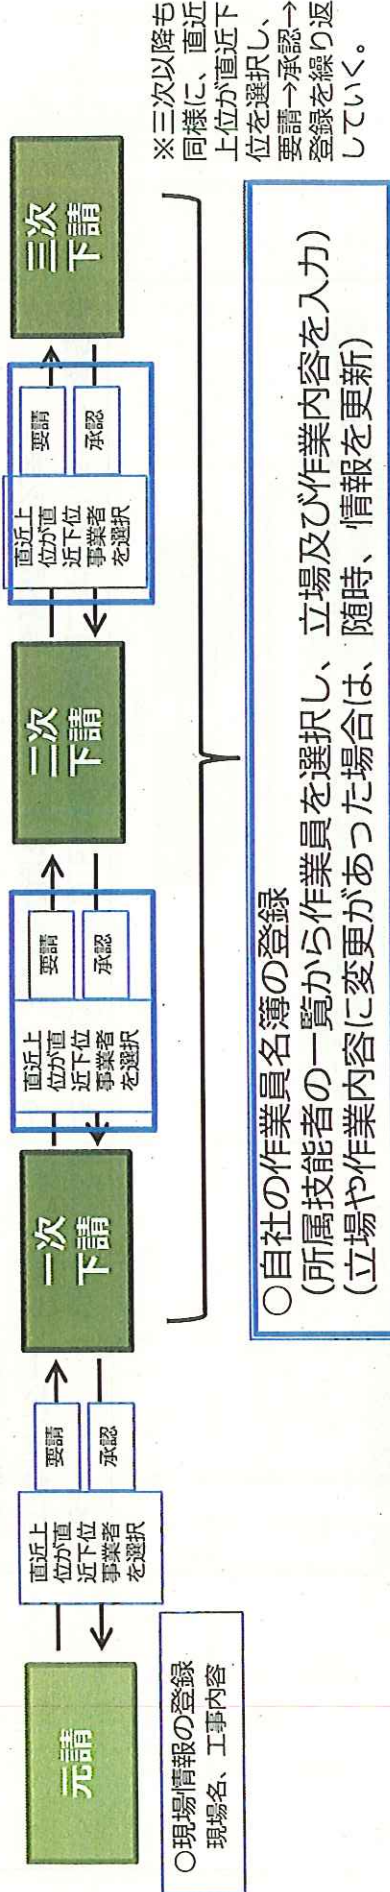 元請
○現場情報の登録
現場名、工事内容
直近上
位が直
近下位
事業者
を選択
要請
承認
一次
下請
直近上
位が直
近下位
事業者
を選択
要請
承認
二次
下請
直近上
位が直
近下位
事業者
を選択
要請
承認
三次
下請
※三次以降も
同様に、直近
上位が直近下
位を選択し、
要請→承認→
登録を繰り返
していく。
○自社の作業員名簿の登録
(所属技能者の一覧から作業員を選択し、立場及び作業内容を入力)
(立場や作業内容に変更があった場合は、随時、情報を更新)